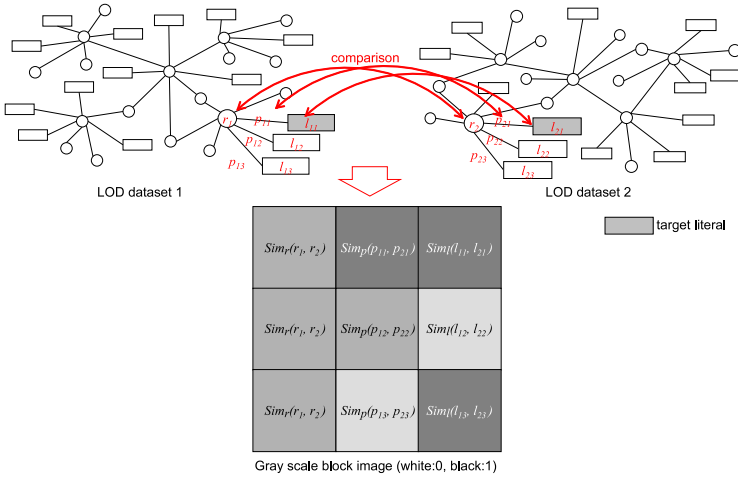 comparison
r1 p11 l11
p12 l12
p13 l13
r2 p21 l21
p22 l22
p23 l23
LOD dataset 1
LOD dataset 2
target literal
Simr(r1, r2) Simp(p11, p21) Siml(l11, l21)
Simr(r1, r2) Simp(p12, p22) Siml(l12, l22)
Simr(r1, r2) Simp(p13, p23) Siml(l13, l23)
Gray scale block image (white:0, black:1)